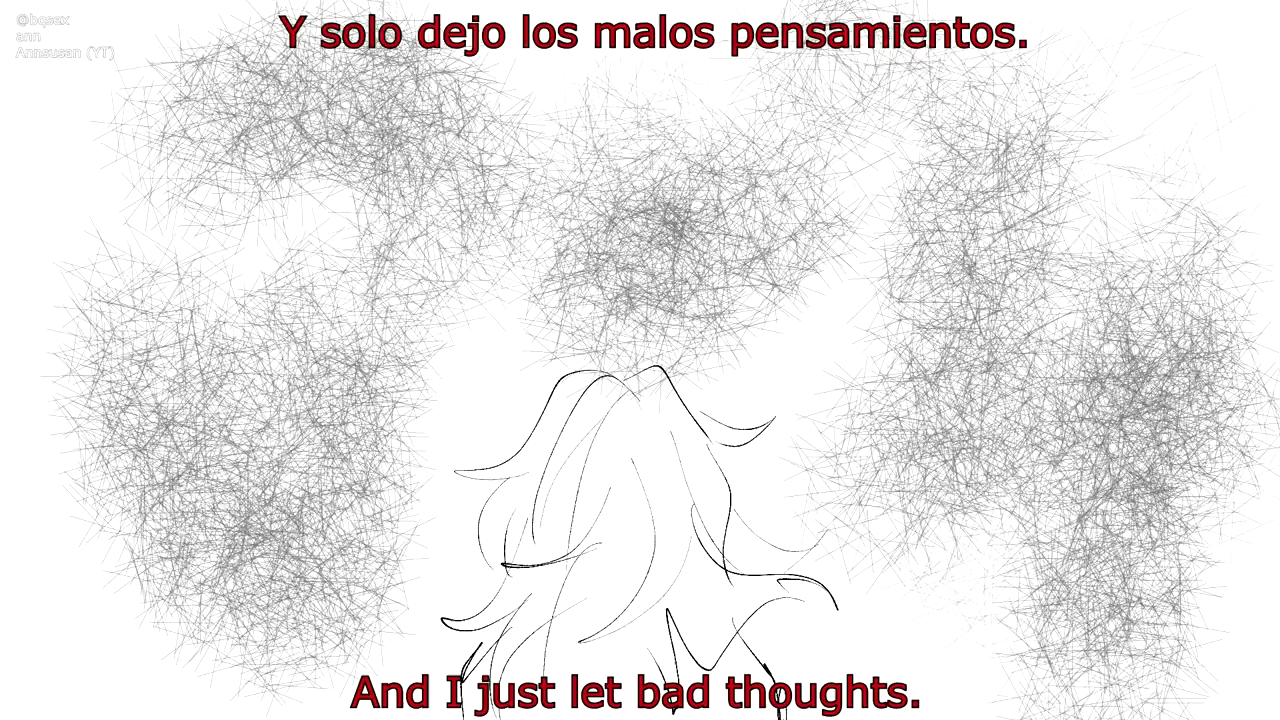 @bqsex
ann
Annsusan (YT)
Y solo dejo los malos pensamientos.
And I just let bad thoughts.